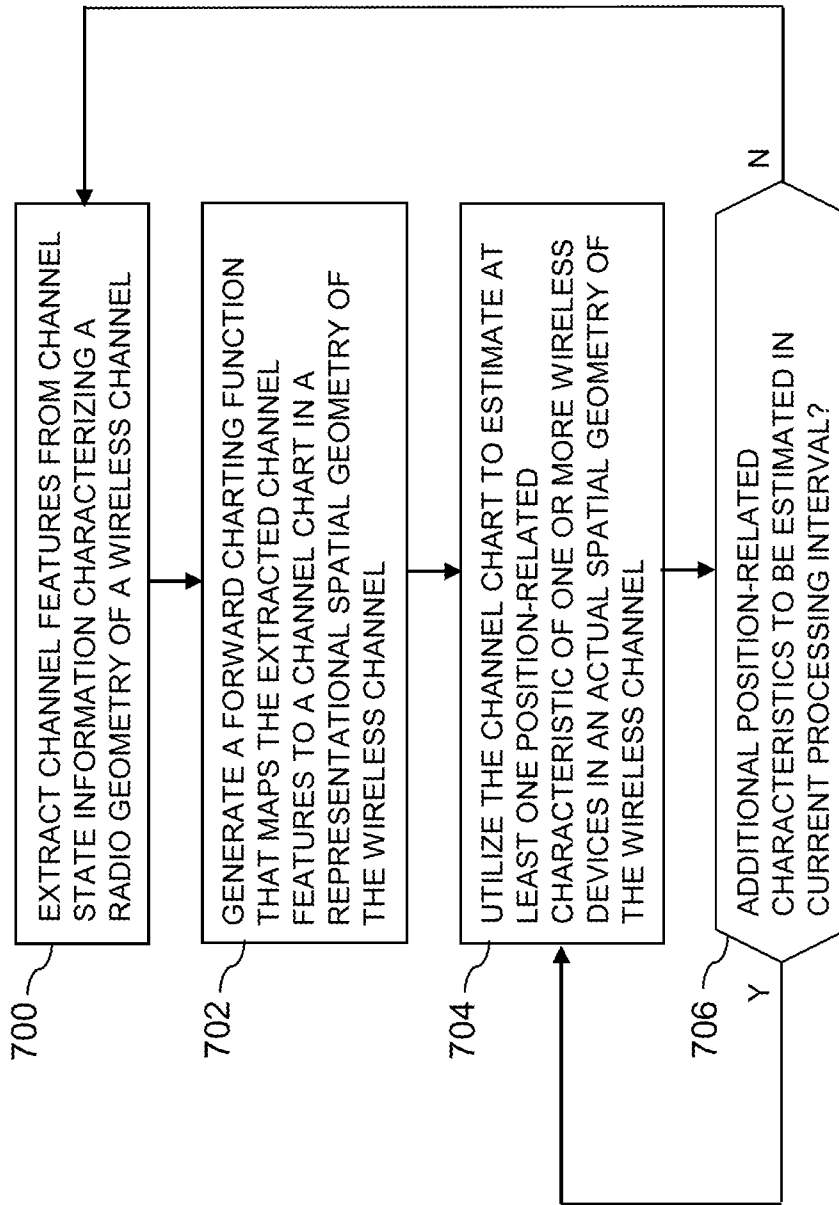 700
EXTRACT CHANNEL FEATURES FROM CHANNEL
STATE INFORMATION CHARACTERIZING A
RADIO GEOMETRY OF A WIRELESS CHANNEL
702
GENERATE A FORWARD CHARTING FUNCTION
THAT MAPS THE EXTRACTED CHANNEL
FEATURES TO A CHANNEL CHART IN A
REPRESENTATIONAL SPATIAL GEOMETRY OF
THE WIRELESS CHANNEL
704
UTILIZE THE CHANNEL CHART TO ESTIMATE AT
LEAST ONE POSITION-RELATED
CHARACTERISTIC OF ONE OR MORE WIRELESS
DEVICES IN AN ACTUAL SPATIAL GEOMETRY OF
THE WIRELESS CHANNEL
706
Y
ADDITIONAL POSITION-RELATED
CHARACTERISTICS TO BE ESTIMATED IN
CURRENT PROCESSING INTERVAL?
N